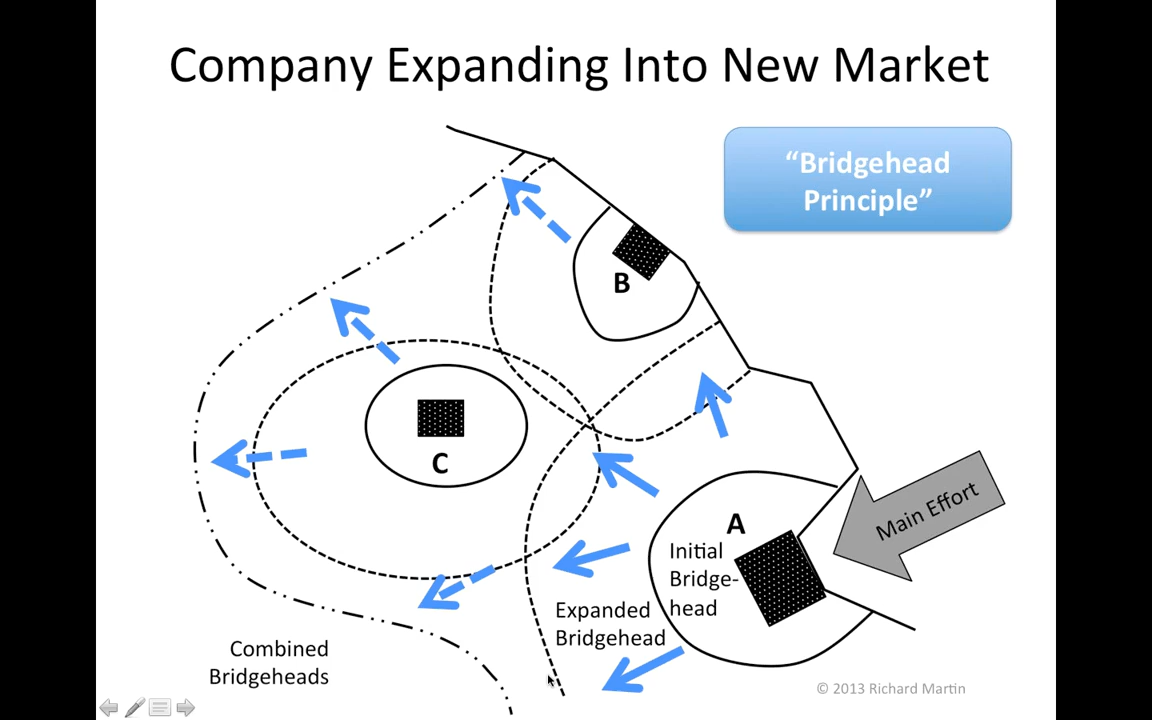 Company Expanding Into New Market
“Bridgehead
Principle”
B
C
Main Effort
A
Initial
Bridge-
head
Expanded
Bridgehead
Combined
Bridgeheads
© 2013 Richard Martin